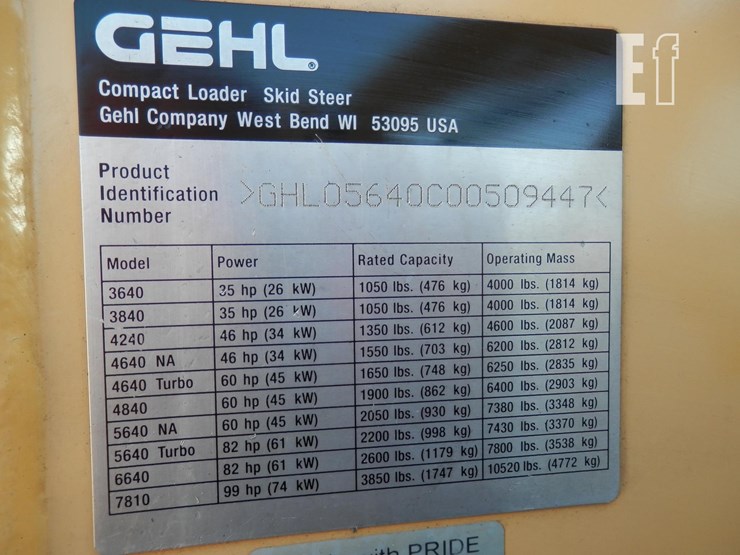 GEHL®
Ef
Compact Loader Skid Steer
Gehl Company West Bend WI 53095 USA
Product
Identification
Number
>GHL05640C00509447<
Model Power Rated Capacity Operating Mass
3640 35 hp (26 kW) 1050 lbs. (476 kg) 4000 lbs. (1814 kg)
3840 35 hp (26 kW) 1050 lbs. (476 kg) 4000 lbs. (1814 kg)
4240 46 hp (34 kW) 1350 lbs. (612 kg) 4600 lbs. (2087 kg)
4640 NA 46 hp (34 kW) 1550 lbs. (703 kg) 6200 lbs. (2812 kg)
4640 Turbo 60 hp (45 kW) 1650 lbs. (748 kg) 6250 lbs. (2835 kg)
4840 60 hp (45 kW) 1900 lbs. (862 kg) 6400 lbs. (2903 kg)
5640 NA 60 hp (45 kW) 2050 lbs. (930 kg) 7380 lbs. (3348 kg)
5640 Turbo 82 hp (61 kW) 2200 lbs. (998 kg) 7430 lbs. (3370 kg)
6640 82 hp (61 kW) 2600 lbs. (1179 kg) 7800 lbs. (3538 kg)
7810 99 hp (74 kW) 3850 lbs. (1747 kg) 10520 lbs. (4772 kg)
with PRIDE